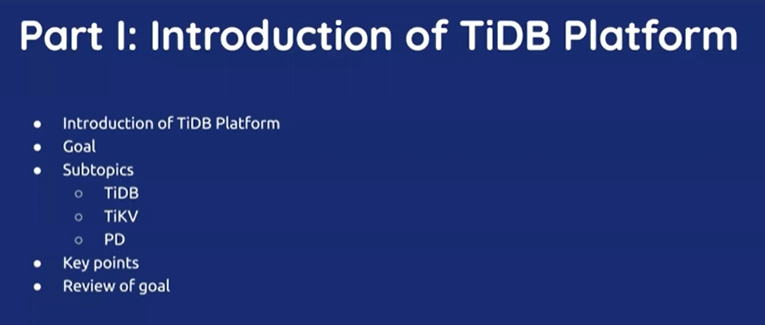 Part I: Introduction of TiDB Platform
• Introduction of TiDB Platform
• Goal
• Subtopics
○ TiDB
○ TiKV
○ PD
• Key points
• Review of goal